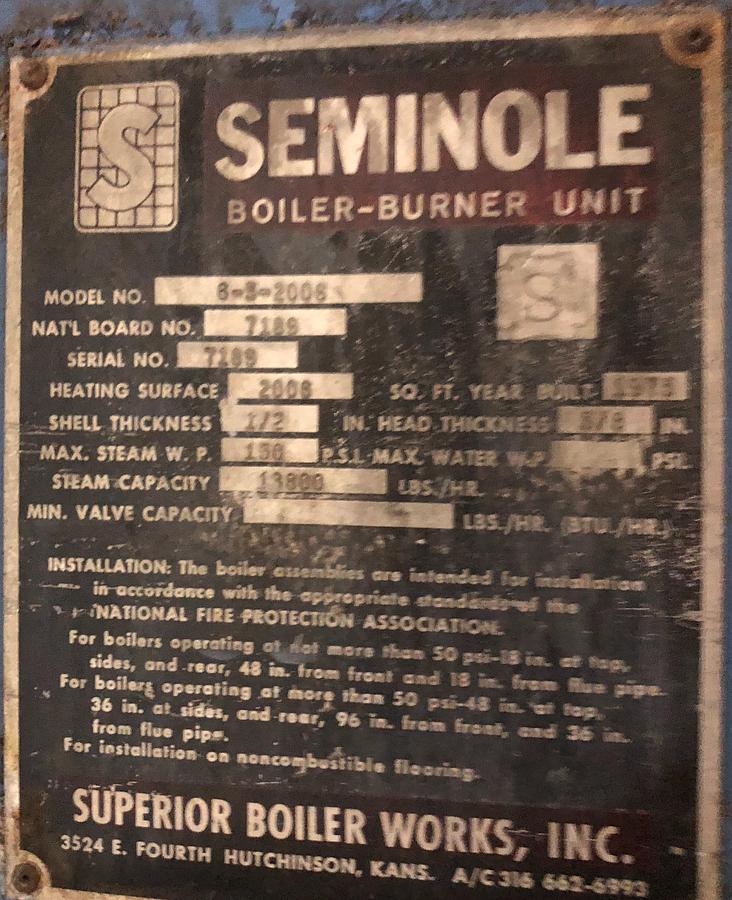 S
SEMINOLE
BOILER-BURNER UNIT
S
MODEL NO.
NAT'L BOARD NO. 7189
SERIAL NO. 7189
HEATING SURFACE 2006 SQ. FT. YEAR BUILT 1973
SHELL THICKNESS 1/2 IN. HEAD THICKNESS 5/8 IN.
MAX. STEAM W. P. 150 P.S.I. MAX. WATER W.P. PSI.
STEAM CAPACITY 13800 LBS./HR.
MIN. VALVE CAPACITY LBS./HR. (BTU./HR.)
INSTALLATION: The boiler assemblies are intended for installation
in accordance with the appropriate standards of the
NATIONAL FIRE PROTECTION ASSOCIATION.
For boilers operating at not more than 50 psi-18 in. at top,
sides, and rear, 48 in. from front and 18 in. from flue pipe.
For boilers operating at more than 50 psi-48 in. at top,
36 in. at sides, and rear, 96 in. from front, and 36 in.
from flue pipe.
For installation on noncombustible flooring.
SUPERIOR BOILER WORKS, INC.
3524 E. FOURTH HUTCHINSON, KANS. A/C 316 662-6693